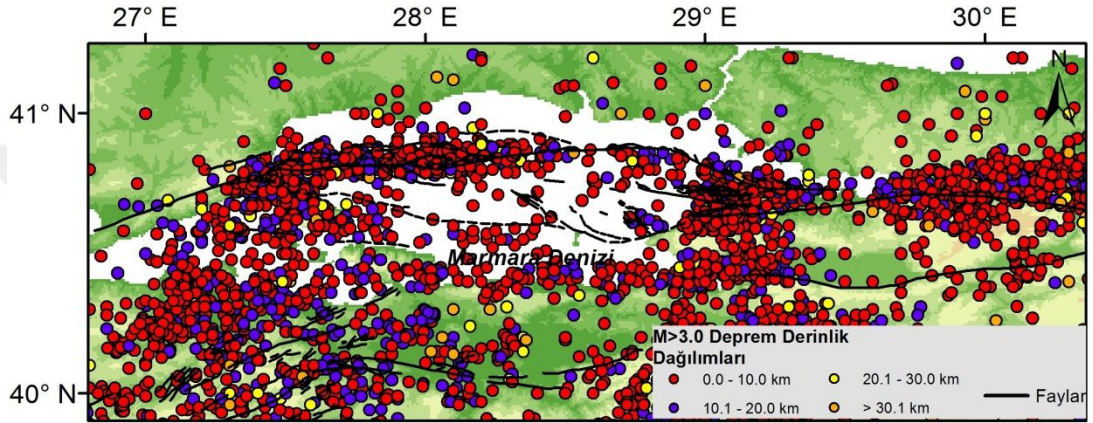 27° E 28° E 29° E 30° E
41° N
N
Marmara Denizi
M>3.0 Deprem Derinlik
Dağılımları
0.0 - 10.0 km 20.1 - 30.0 km
10.1 - 20.0 km > 30.1 km
Faylar
40° N